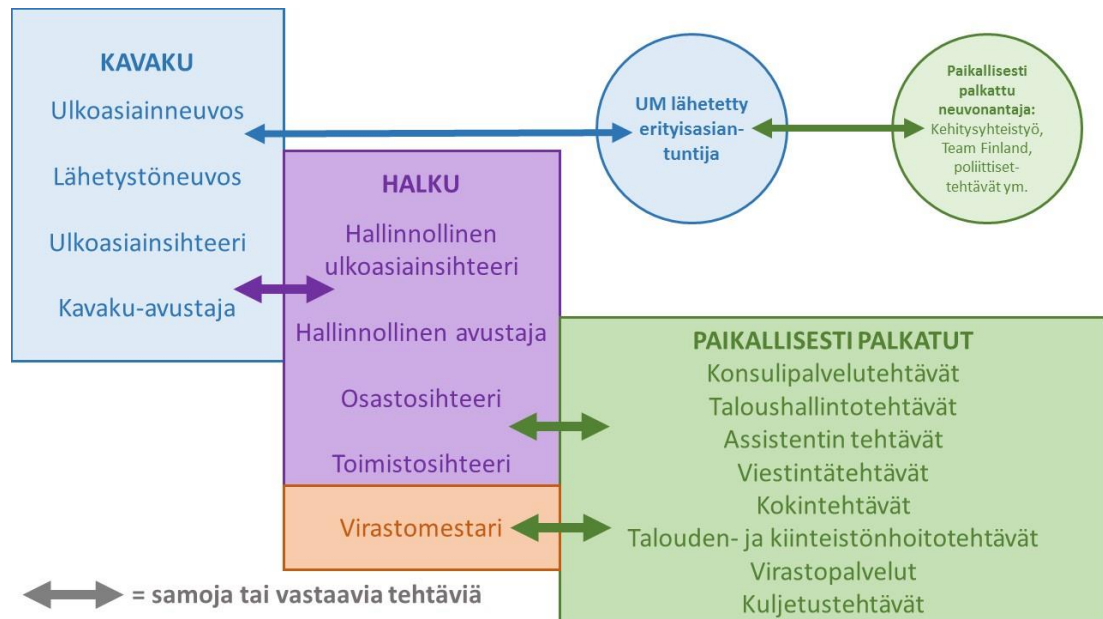 KAVAKU
Ulkoasiainneuvos
Lähetystöneuvos
Ulkoasiainsihteeri
Kavaku-avustaja
UM lähetetty
erityisasian-
tuntija
Paikallisesti
palkattu
neuvonantaja:
Kehitysyhteistyö,
Team Finland,
poliittiset-
tehtävät ym.
HALKU
Hallinnollinen
ulkoasiainsihteeri
Hallinnollinen avustaja
Osastosihteeri
Toimistosihteeri
Virastomestari
PAIKALLISESTI PALKATUT
Konsulipalvelutehtävät
Taloushallintotehtävät
Assistentin tehtävät
Viestintätehtävät
Kokintehtävät
Talouden- ja kiinteistönhoitotehtävät
Virastopalvelut
Kuljetustehtävät
= samoja tai vastaavia tehtäviä